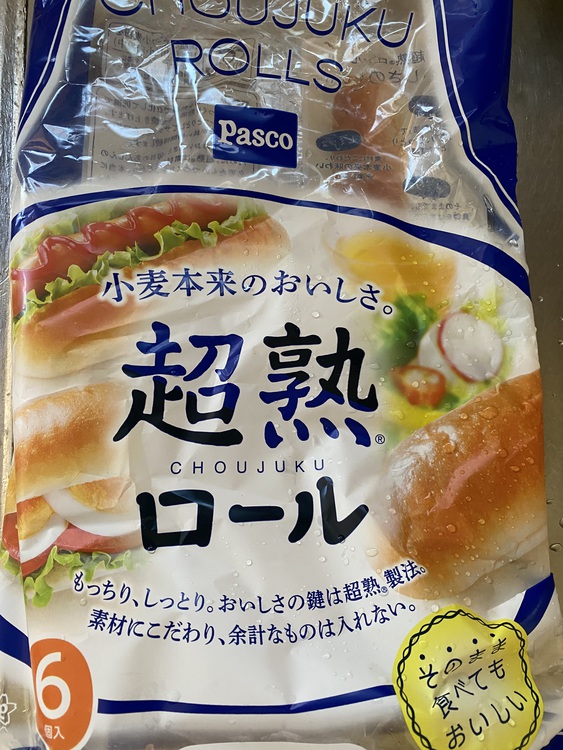 CHOUJUKU
ROLLS
Pasco
小麦本来のおいしさ。
超熟®
CHOUJUKU
ロール
もっちり、しっとり。おいしさの鍵は超熟®製法。
素材にこだわり、余計なものは入れない。
6
個入
そのまま
食べても
おいしい